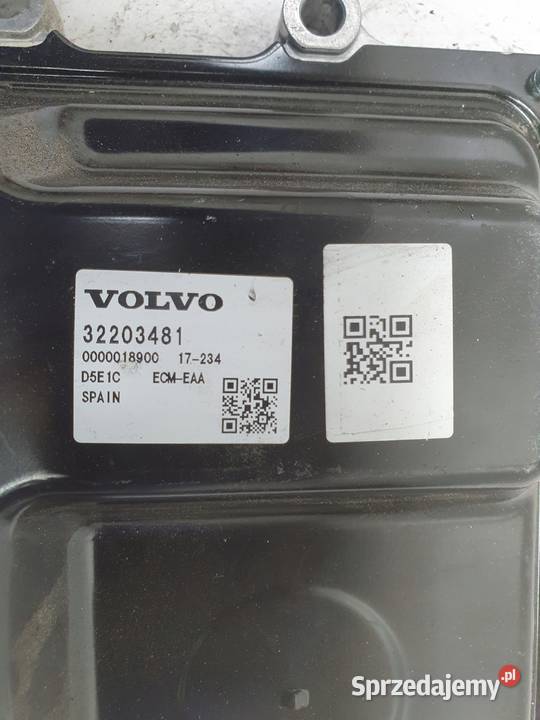 VOLVO
32203481
0000018900 17-234
D5E1C ECM-EAA
SPAIN
Sprzedajemy.pl